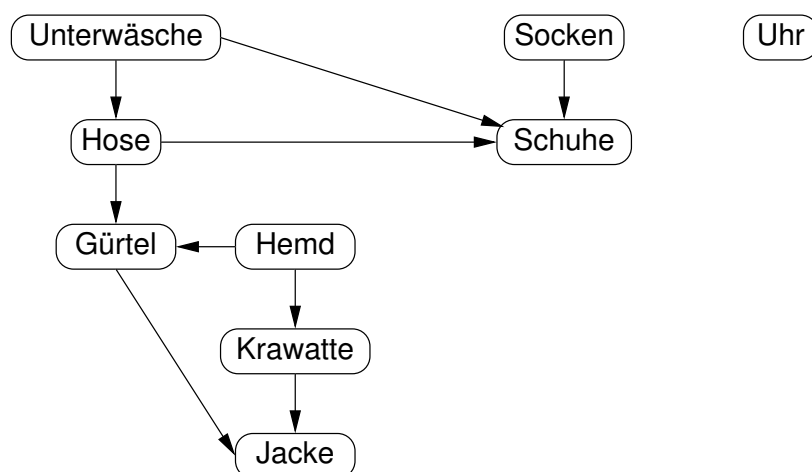 Unterwäsche
Socken
Uhr
Hose
Schuhe
Gürtel
Hemd
Krawatte
Jacke